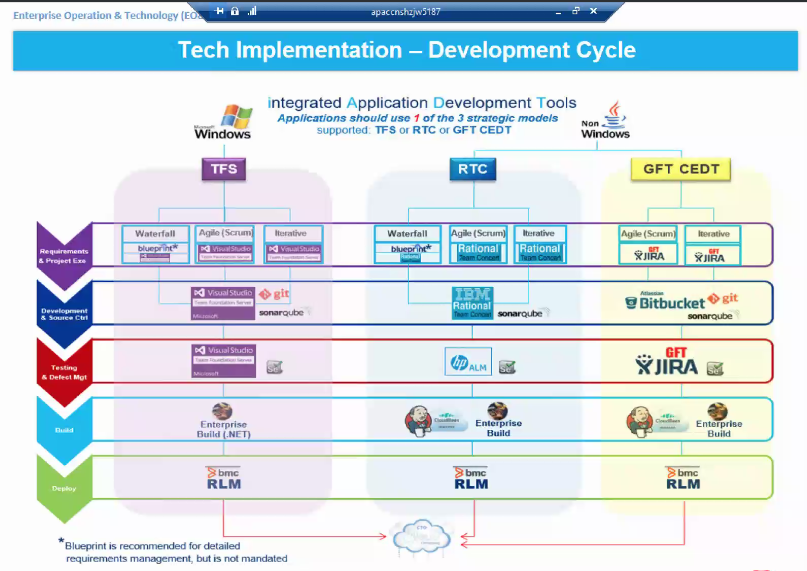 Enterprise Operation & Technology (EO&
apaccnshzjw5187
Tech Implementation – Development Cycle
integrated Application Development Tools
Applications should use 1 of the 3 strategic models
supported: TFS or RTC or GFT CEDT
Microsoft
Windows
Non
Windows
TFS
RTC
GFT CEDT
Requirements
& Project Exe
Waterfall
blueprint*
Agile (Scrum)
Visual Studio
Team Foundation Server
Iterative
Visual Studio
Team Foundation Server
Waterfall
blueprint*
Rational
Agile (Scrum)
Rational
Team Concert
Iterative
Rational
Team Concert
Agile (Scrum)
GFT
JIRA
Iterative
GFT
JIRA
Development
& Source Ctrl
Visual Studio
Team Foundation Server
Microsoft
git
sonarqube
IBM
Rational
Team Concert
sonarqube
Atlassian
Bitbucket
git
sonarqube
Testing
& Defect Mgt
Visual Studio
Team Foundation Server
Microsoft
Se
hp ALM
Se
GFT
JIRA
Se
Build
Enterprise
Build (.NET)
CloudBees
Enterprise
Build
CloudBees
Enterprise
Build
Deploy
bmc
RLM
bmc
RLM
bmc
RLM
*Blueprint is recommended for detailed
requirements management, but is not mandated